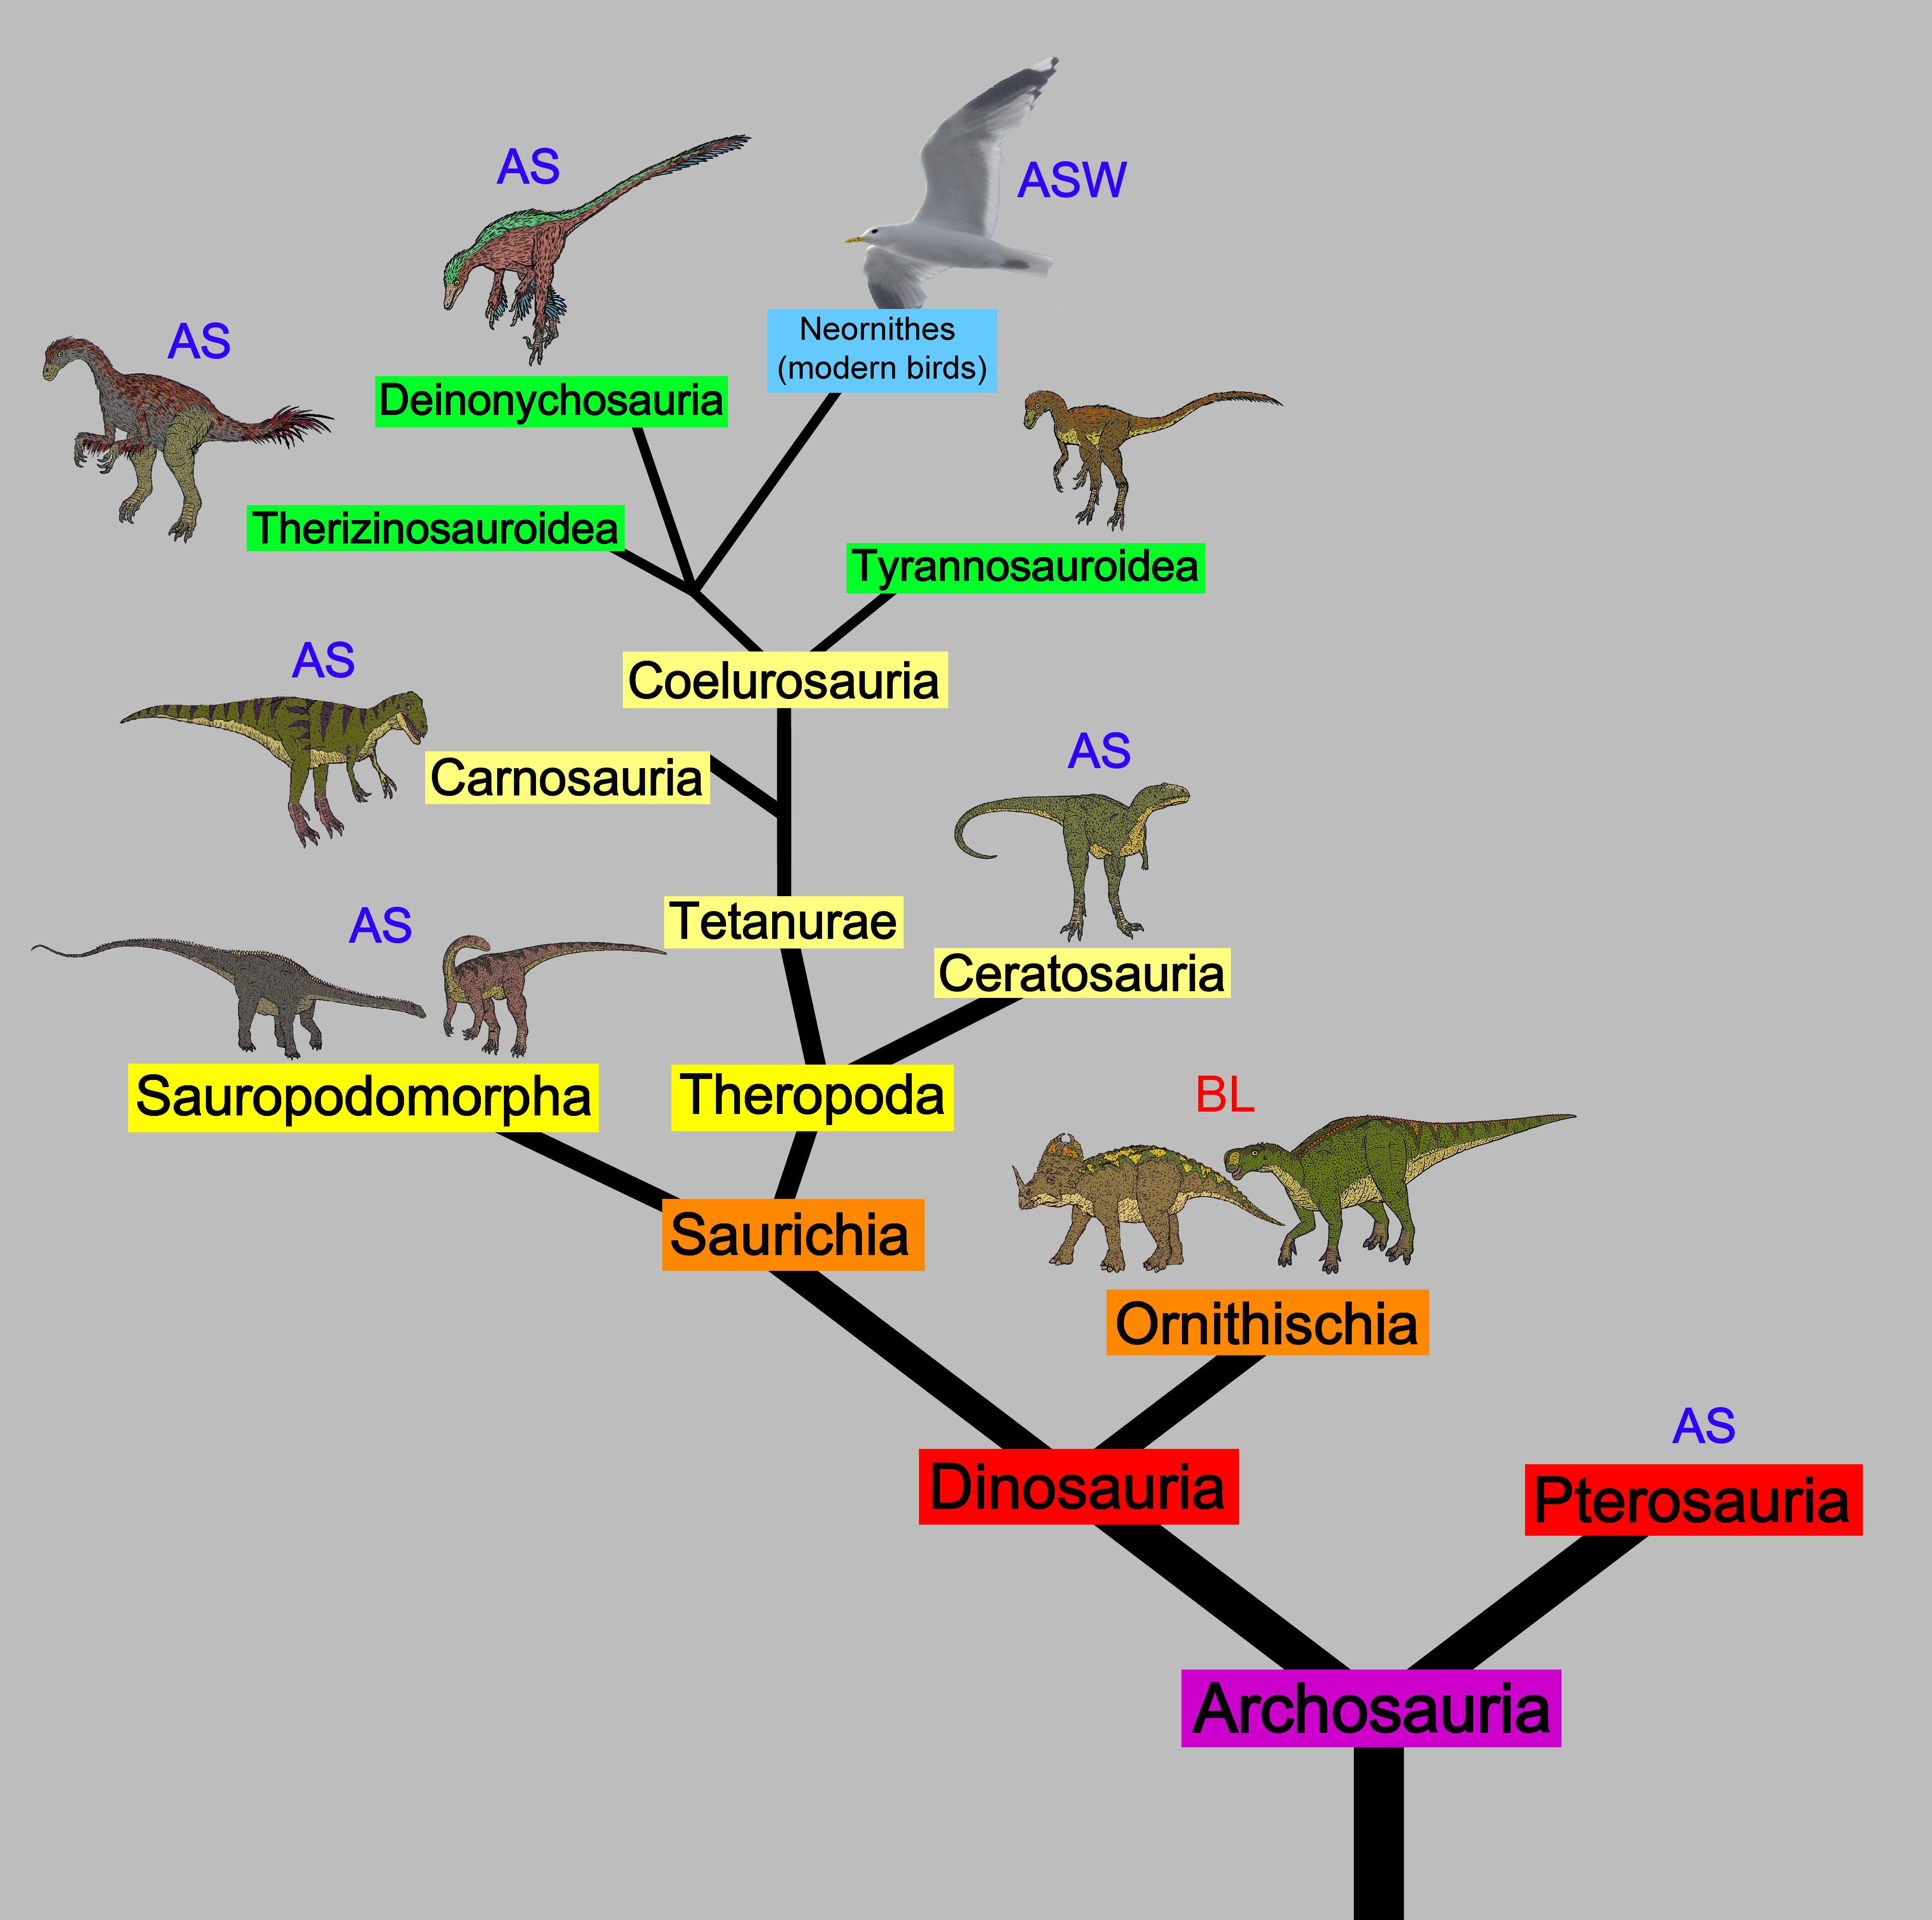 AS
ASW
Neornithes
(modern birds)
AS
Deinonychosauria
Therizinosauroidea
Tyrannosauroidea
AS
Coelurosauria
Carnosauria
AS
AS
Tetanurae
Ceratosauria
Sauropodomorpha
Theropoda
BL
Saurichia
Ornithischia
AS
Dinosauria
Pterosauria
Archosauria